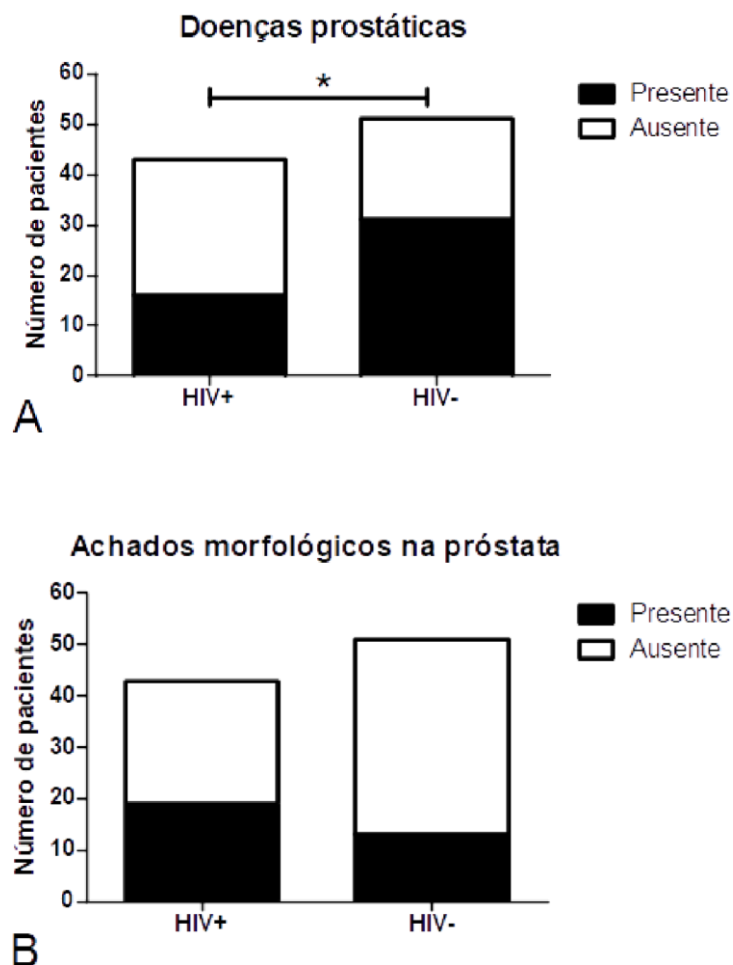 Doenças prostáticas
Número de pacientes
60
50
40
30
20
10
0
*
HIV+
HIV-
Presente
Ausente
A
Achados morfológicos na próstata
Número de pacientes
60
50
40
30
20
10
0
HIV+
HIV-
Presente
Ausente
B